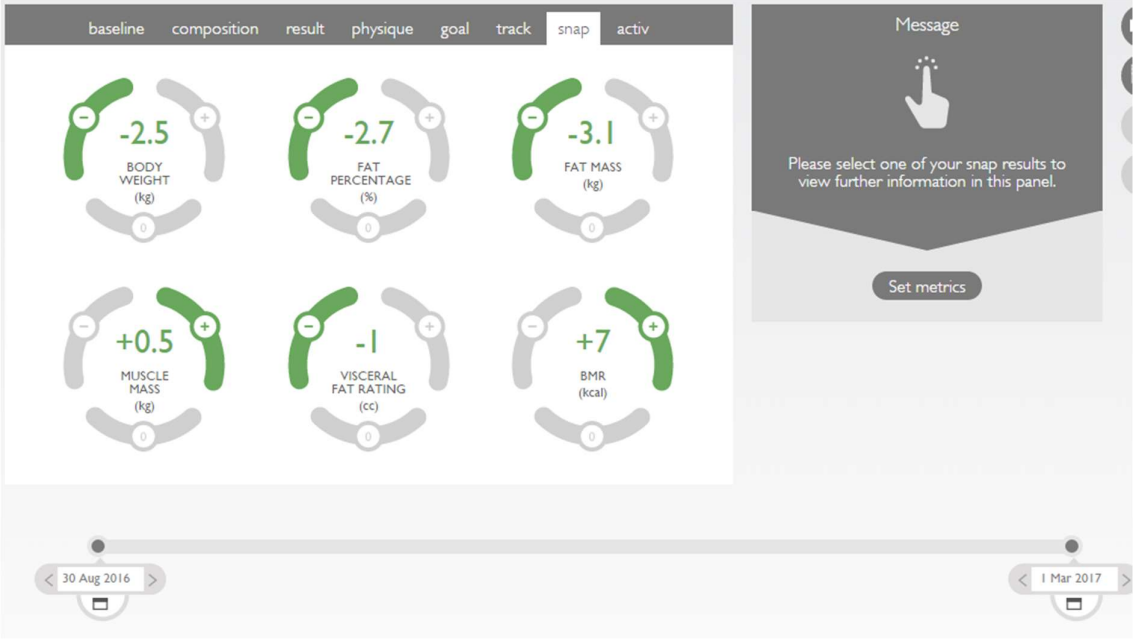 baseline composition result physique goal track snap activ
Message
-2.5
BODY
WEIGHT
(kg)
-2.7
FAT
PERCENTAGE
(%)
-3.1
FAT MASS
(kg)
0
0
0
Please select one of your snap results to
view further information in this panel.
Set metrics
+0.5
MUSCLE
MASS
(kg)
-1
VISCERAL
FAT RATING
(cc)
+7
BMR
(kcal)
0
0
0
30 Aug 2016
1 Mar 2017